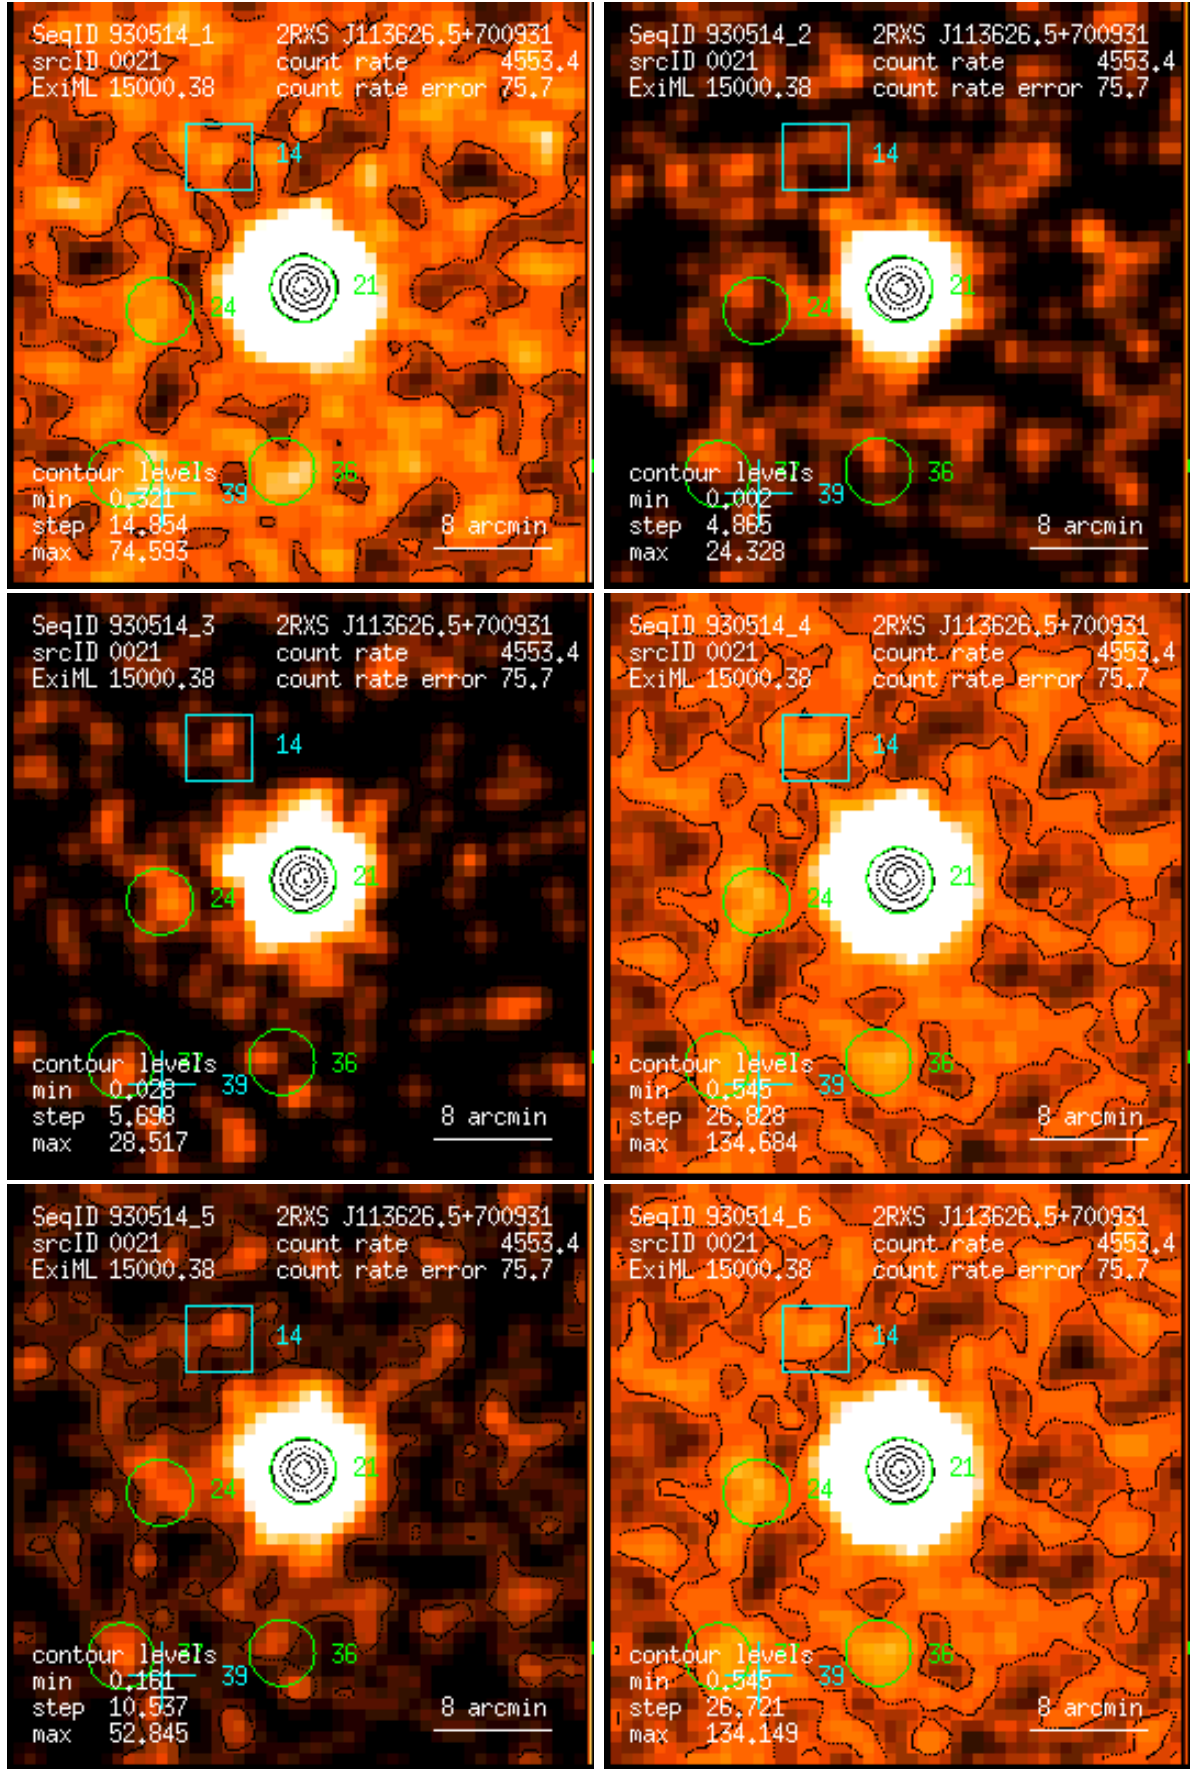 SeqID 930514_1 2RXS J113626.5+700931
srcID 0021 count rate 4553.4
ExiML 15000.38 count rate error 75.7
14
21
24
36
contour levels 37
min 0.321 39
step 14.854 8 arcmin
max 74.593
SeqID 930514_2 2RXS J113626.5+700931
srcID 0021 count rate 4553.4
ExiML 15000.38 count rate error 75.7
14
21
24
36
contour levels 37
min 0.002 39
step 4.865 8 arcmin
max 24.328
SeqID 930514_3 2RXS J113626.5+700931
srcID 0021 count rate 4553.4
ExiML 15000.38 count rate error 75.7
14
21
24
36
contour levels 37
min 0.028 39
step 5.698 8 arcmin
max 28.517
SeqID 930514_4 2RXS J113626.5+700931
srcID 0021 count rate 4553.4
ExiML 15000.38 count rate error 75.7
14
21
24
36
contour levels 37
min 0.545 39
step 26.828 8 arcmin
max 134.684
SeqID 930514_5 2RXS J113626.5+700931
srcID 0021 count rate 4553.4
ExiML 15000.38 count rate error 75.7
14
21
24
36
contour levels 37
min 0.161 39
step 10.537 8 arcmin
max 52.845
SeqID 930514_6 2RXS J113626.5+700931
srcID 0021 count rate 4553.4
ExiML 15000.38 count rate error 75.7
14
21
24
36
contour levels 37
min 0.545 39
step 26.721 8 arcmin
max 134.149